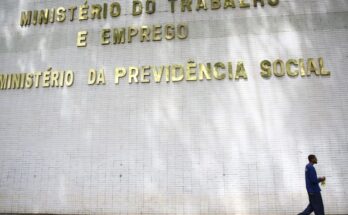 MINISTÉRIO DO TRABALHO
E EMPREGO
MINISTÉRIO DA PREVIDÊNCIA SOCIAL